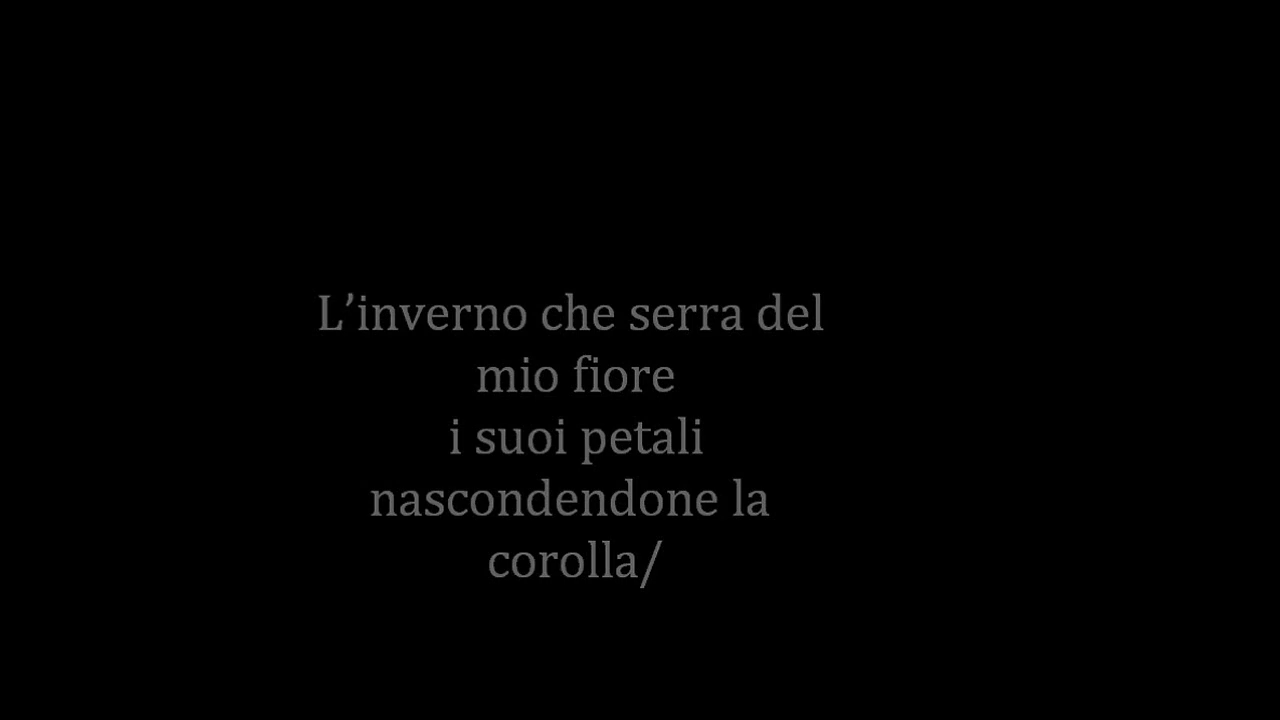 L’inverno che serra del
mio fiore
i suoi petali
nascondendone la
corolla/